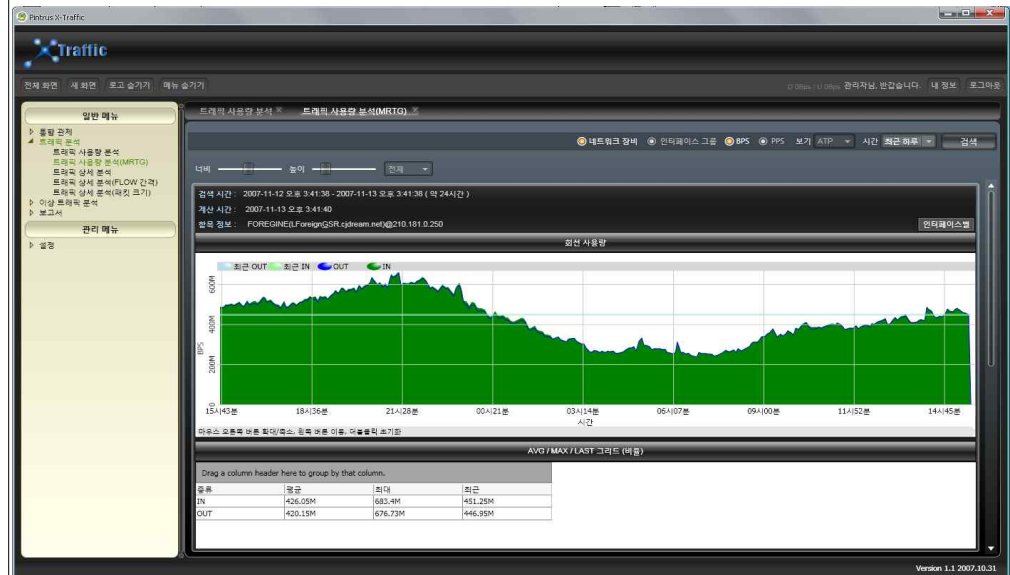 Pintrus X-Traffic
XTraffic
전체 화면 새 화면 로고 숨기기 메뉴 숨기기
관리자님, 반갑습니다. 내 정보 로그아웃
일반 메뉴
통합 관제
트래픽 분석
트래픽 사용량 분석
트래픽 사용량 분석(MRTG)
트래픽 상세 분석
트래픽 상세 분석(FLOW 간격)
트래픽 상세 분석(패킷 크기)
이상 트래픽 분석
보고서
관리 메뉴
설정
트래픽 사용량 분석 트래픽 사용량 분석(MRTG)
네트워크 장비 인터페이스 그룹 BPS PPS 보기 ATP 시간 최근 하루 검색
너비 높이 전체
검색 시간 : 2007-11-12 오후 3:41:38 - 2007-11-13 오후 3:41:38 ( 약 24시간 )
계산 시간 : 2007-11-13 오후 3:41:40
항목 정보 : FOREGINE(LForeignGSR.cjdream.net)@210.181.0.250
인터페이스별
회선 사용량
최근 OUT 최근 IN OUT IN
600M
400M
200M
0
BPS
15시43분 18시36분 21시28분 00시21분 03시14분 06시07분 09시00분 11시52분 14시45분
시간
마우스 오른쪽 버튼 확대/축소, 왼쪽 버튼 이동, 더블클릭 초기화
AVG / MAX / LAST 그리드 (비율)
Drag a column header here to group by that column.
종류 평균 최대 최근
IN 426.05M 683.4M 451.25M
OUT 420.15M 676.73M 446.95M
Version 1.1 2007.10.31